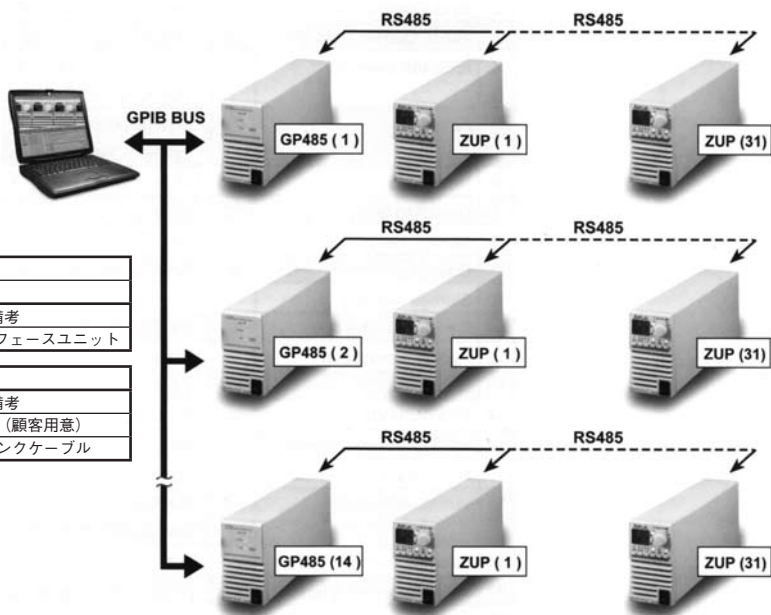 RS485
RS485
GPIB BUS
GP485 ( 1 )
ZUP ( 1 )
ZUP (31)
RS485
RS485
備考
フェースユニット
GP485 ( 2 )
ZUP ( 1 )
ZUP (31)
備考
(顧客用意)
ンクケーブル
RS485
RS485
GP485 (14 )
ZUP ( 1 )
ZUP (31)